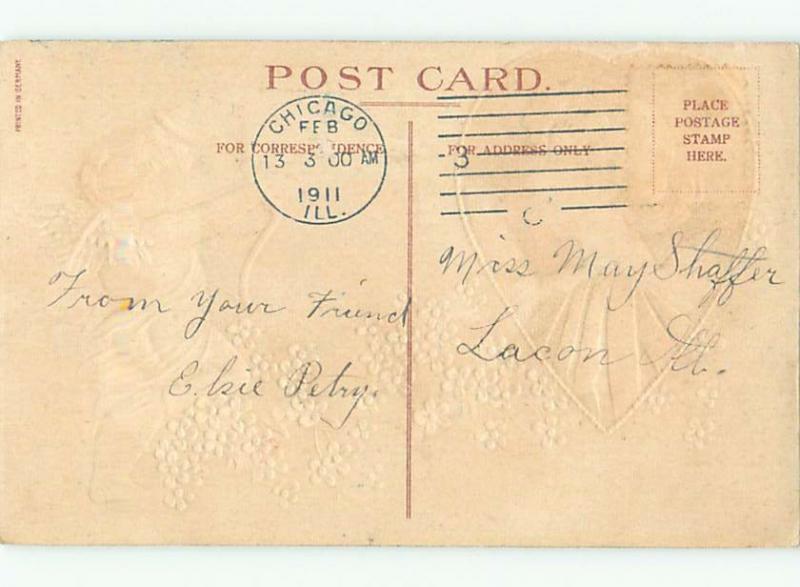 PRINTED IN GERMANY.
POST CARD.
FOR CORRESPONDENCE
FOR ADDRESS ONLY
PLACE
POSTAGE
STAMP
HERE.
CHICAGO
FEB
13 3 00 AM
1911
ILL.
3
C
Miss May Shaffer
Lacon Ill.
From Your Friend
Elsie Petry.